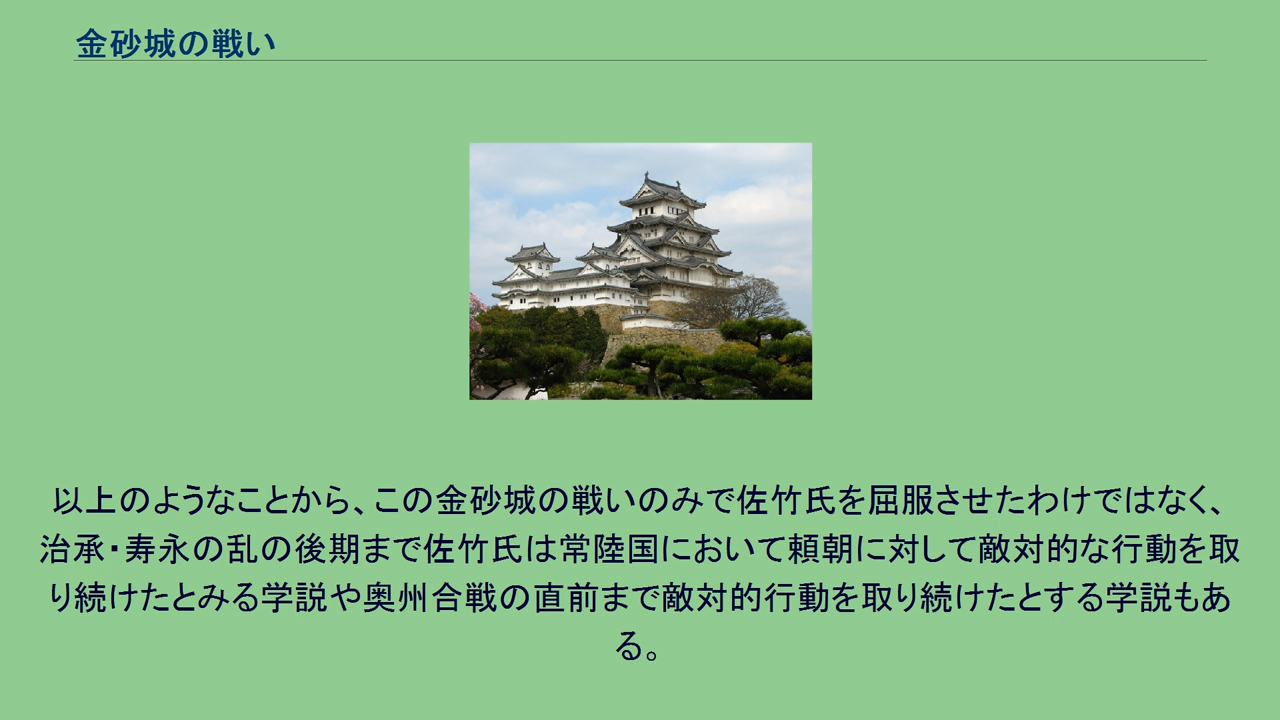 金砂城の戦い
以上のようなことから、この金砂城の戦いのみで佐竹氏を屈服させたわけではなく、
治承・寿永の乱の後期まで佐竹氏は常陸国において頼朝に対して敵対的な行動を取
り続けたとみる学説や奥州合戦の直前まで敵対的行動を取り続けたとする学説もあ
る。